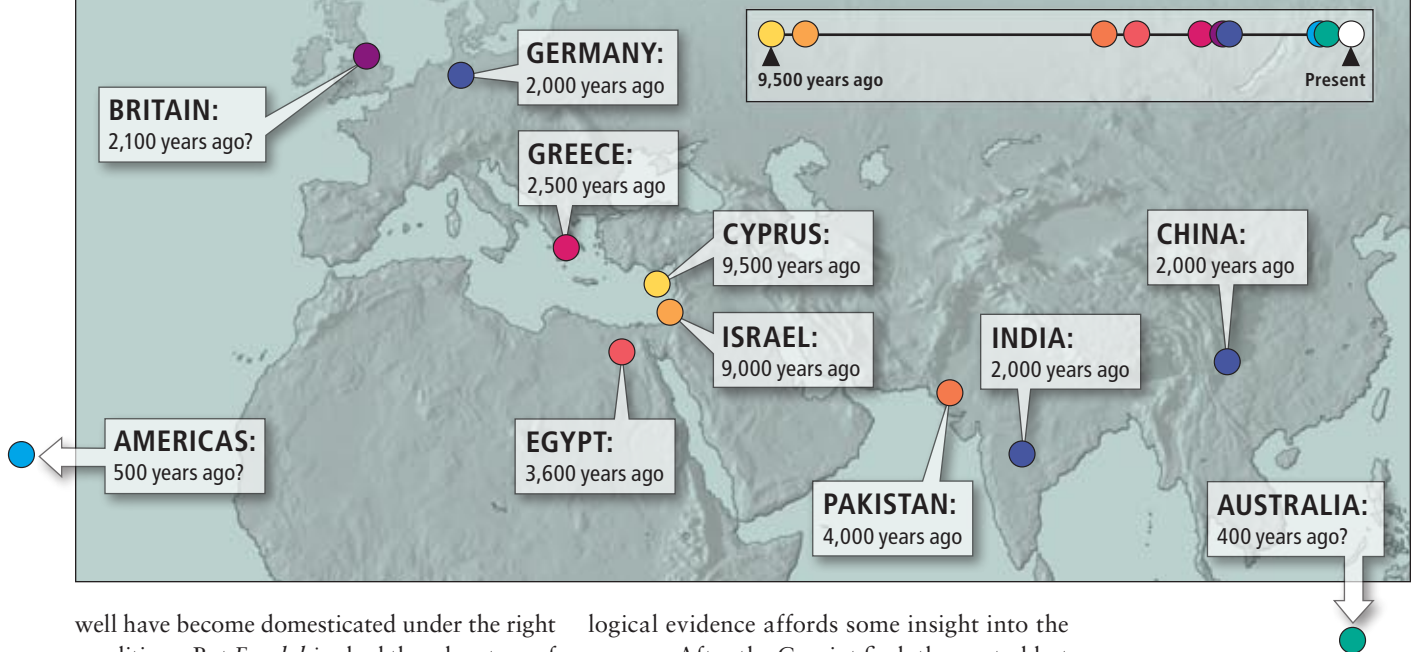 9,500 years ago
Present
GERMANY:
2,000 years ago
BRITAIN:
2,100 years ago?
GREECE:
2,500 years ago
CYPRUS:
9,500 years ago
CHINA:
2,000 years ago
ISRAEL:
9,000 years ago
INDIA:
2,000 years ago
AMERICAS:
500 years ago?
EGYPT:
3,600 years ago
PAKISTAN:
4,000 years ago
AUSTRALIA:
400 years ago?
well have become domesticated under the right
logical evidence affords some insight into the